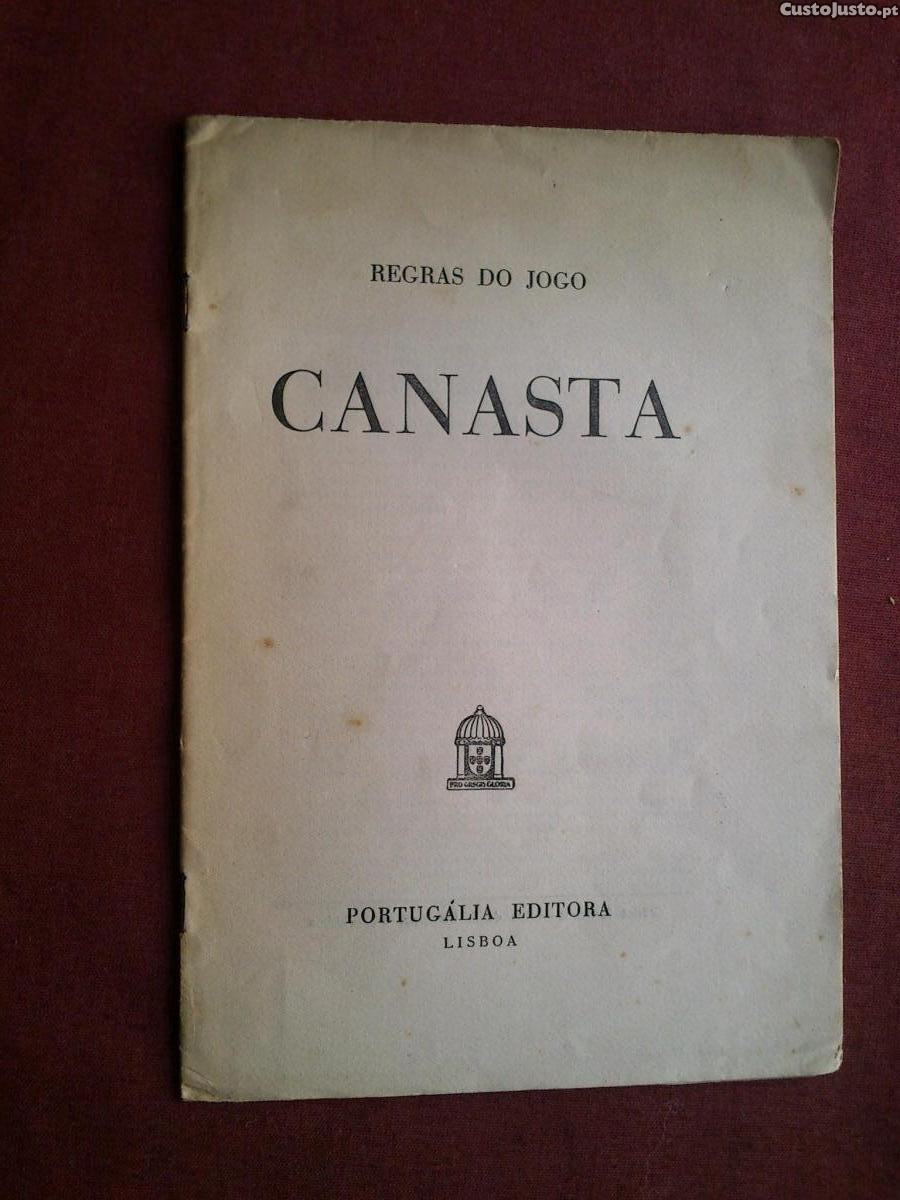 CustoJusto.pt
REGRAS DO JOGO
CANASTA
PRO GREGIS GLORIA
PORTUGÁLIA EDITORA
LISBOA